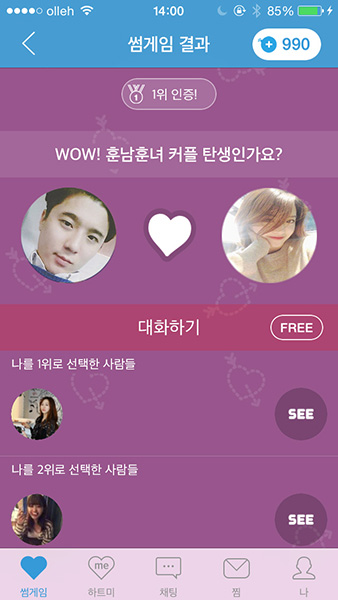 olleh 14:00 85%
썸게임 결과
990
1위 인증!
WOW! 훈남훈녀 커플 탄생인가요?
대화하기 FREE
나를 1위로 선택한 사람들
SEE
나를 2위로 선택한 사람들
SEE
me
썸게임 하트미 채팅 찜 나